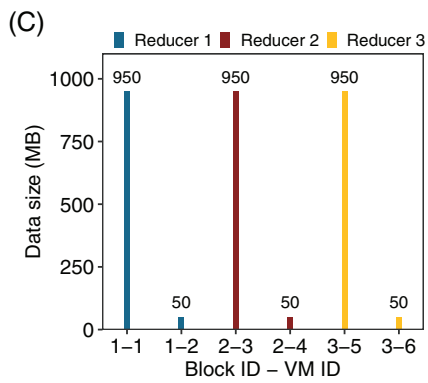 (C)
Reducer 1 Reducer 2 Reducer 3
Data size (MB)
1000
750
500
250
0
950 950 950
50 50 50
1−1 1−2 2−3 2−4 3−5 3−6
Block ID − VM ID